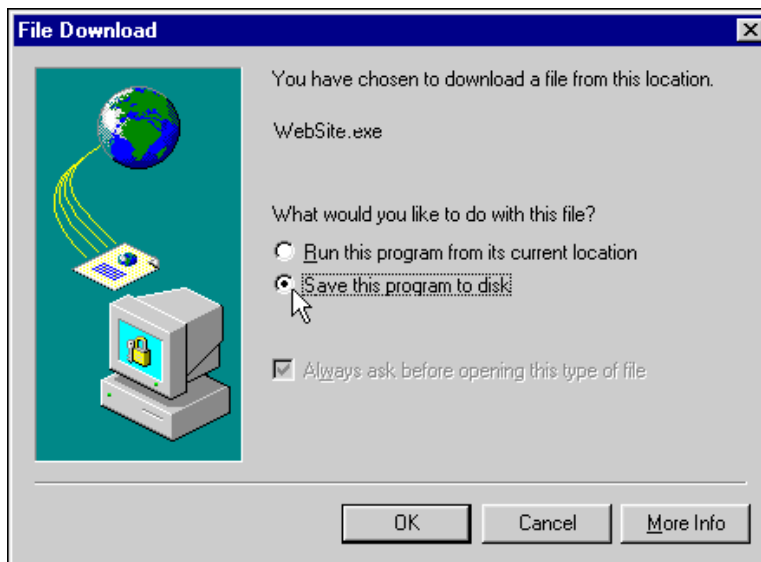 File Download
You have chosen to download a file from this location.
WebSite.exe
What would you like to do with this file?
Run this program from its current location
Save this program to disk
Always ask before opening this type of file
OK
Cancel
More Info